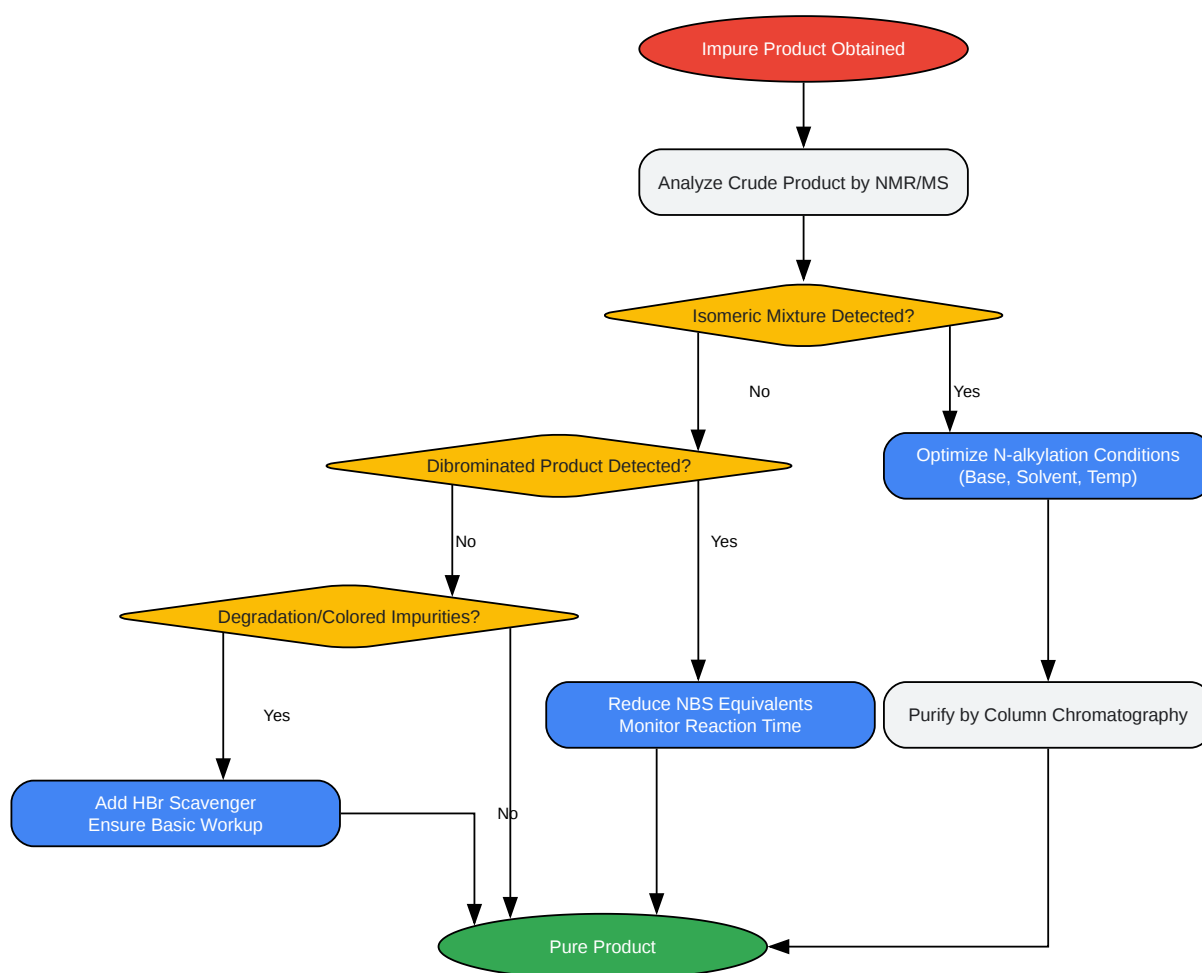 Impure Product Obtained
Analyze Crude Product by NMR/MS
Isomeric Mixture Detected?
No
Yes
Dibrominated Product Detected?
Optimize N-alkylation Conditions
(Base, Solvent, Temp)
No
Yes
Degradation/Colored Impurities?
Yes
Reduce NBS Equivalents
Monitor Reaction Time
Purify by Column Chromatography
Add HBr Scavenger
Ensure Basic Workup
No
Pure Product